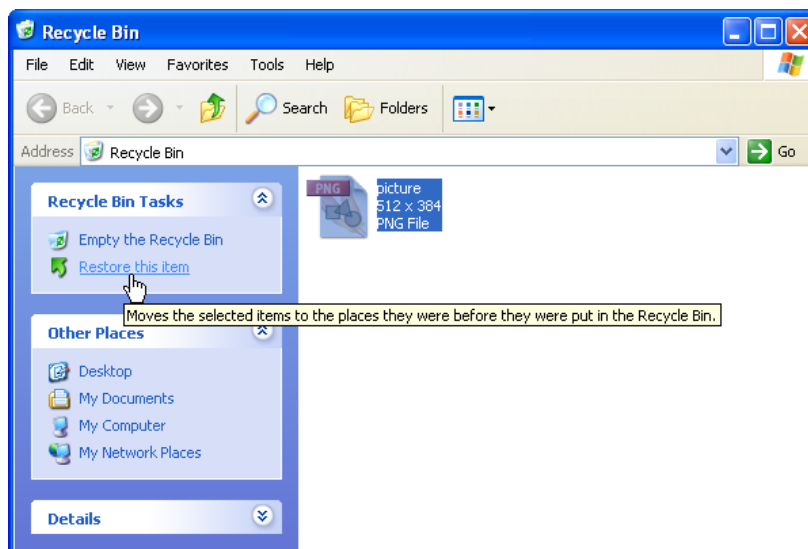 Recycle Bin
File Edit View Favorites Tools Help
Back Search Folders
Address Recycle Bin Go
Recycle Bin Tasks
Empty the Recycle Bin
Restore this item
Moves the selected items to the places they were before they were put in the Recycle Bin.
Other Places
Desktop
My Documents
My Computer
My Network Places
Details
PNG
picture
512 x 384
PNG File